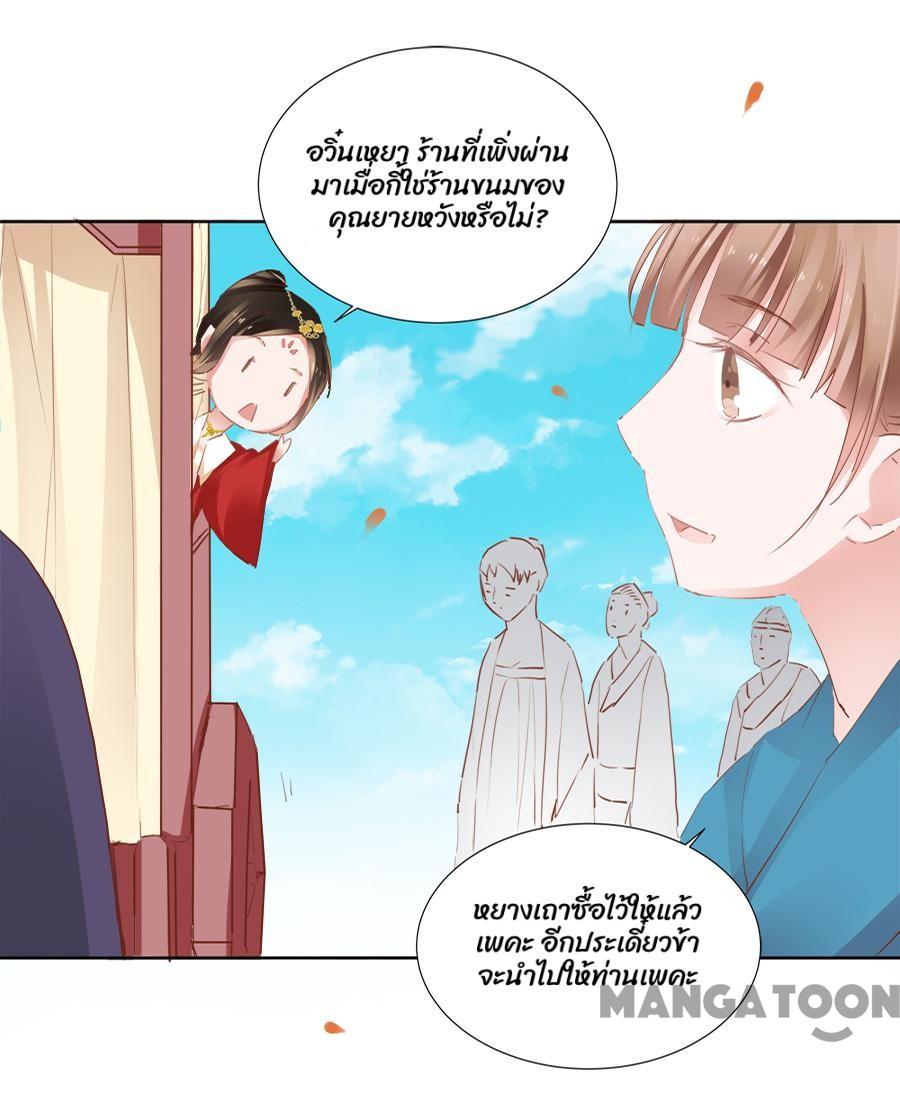 อวิ๋นเหยา ร้านที่เพิ่งผ่าน
มาเมื่อกี้ใช่ร้านขนมของ
คุณยายหวังหรือไม่?
หยางเถาซื้อไว้ให้แล้ว
เพคะ อีกประเดี๋ยวข้า
จะนำไปให้ท่านเพคะ
MANGATOON